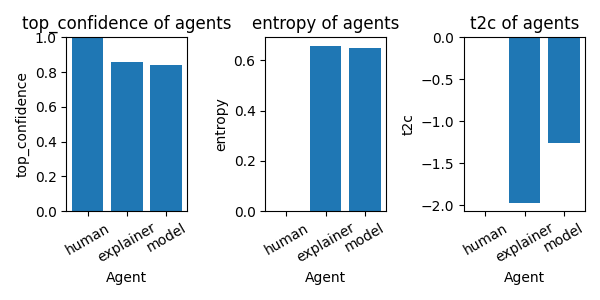 top_confidence of agents
1.0
0.8
0.6
0.4
0.2
0.0
top_confidence
human
explainer
model
Agent
entropy of agents
0.6
0.4
0.2
0.0
entropy
human
explainer
model
Agent
t2c of agents
0.0
−0.5
−1.0
−1.5
−2.0
t2c
human
explainer
model
Agent